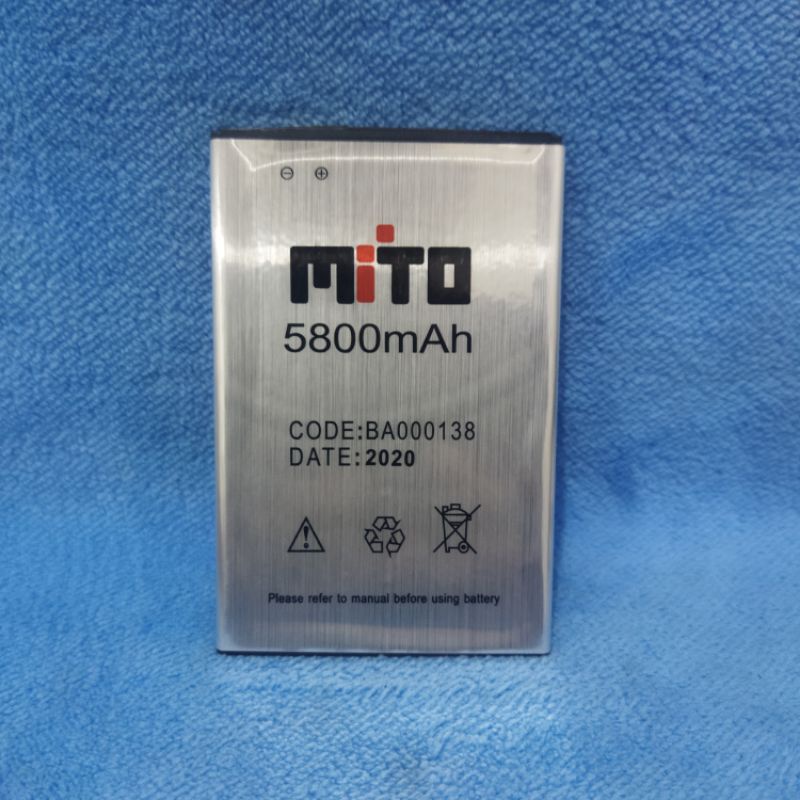 ⊖ ⊕
MiTO
5800mAh
CODE:BA000138
DATE:2020
Please refer to manual before using battery